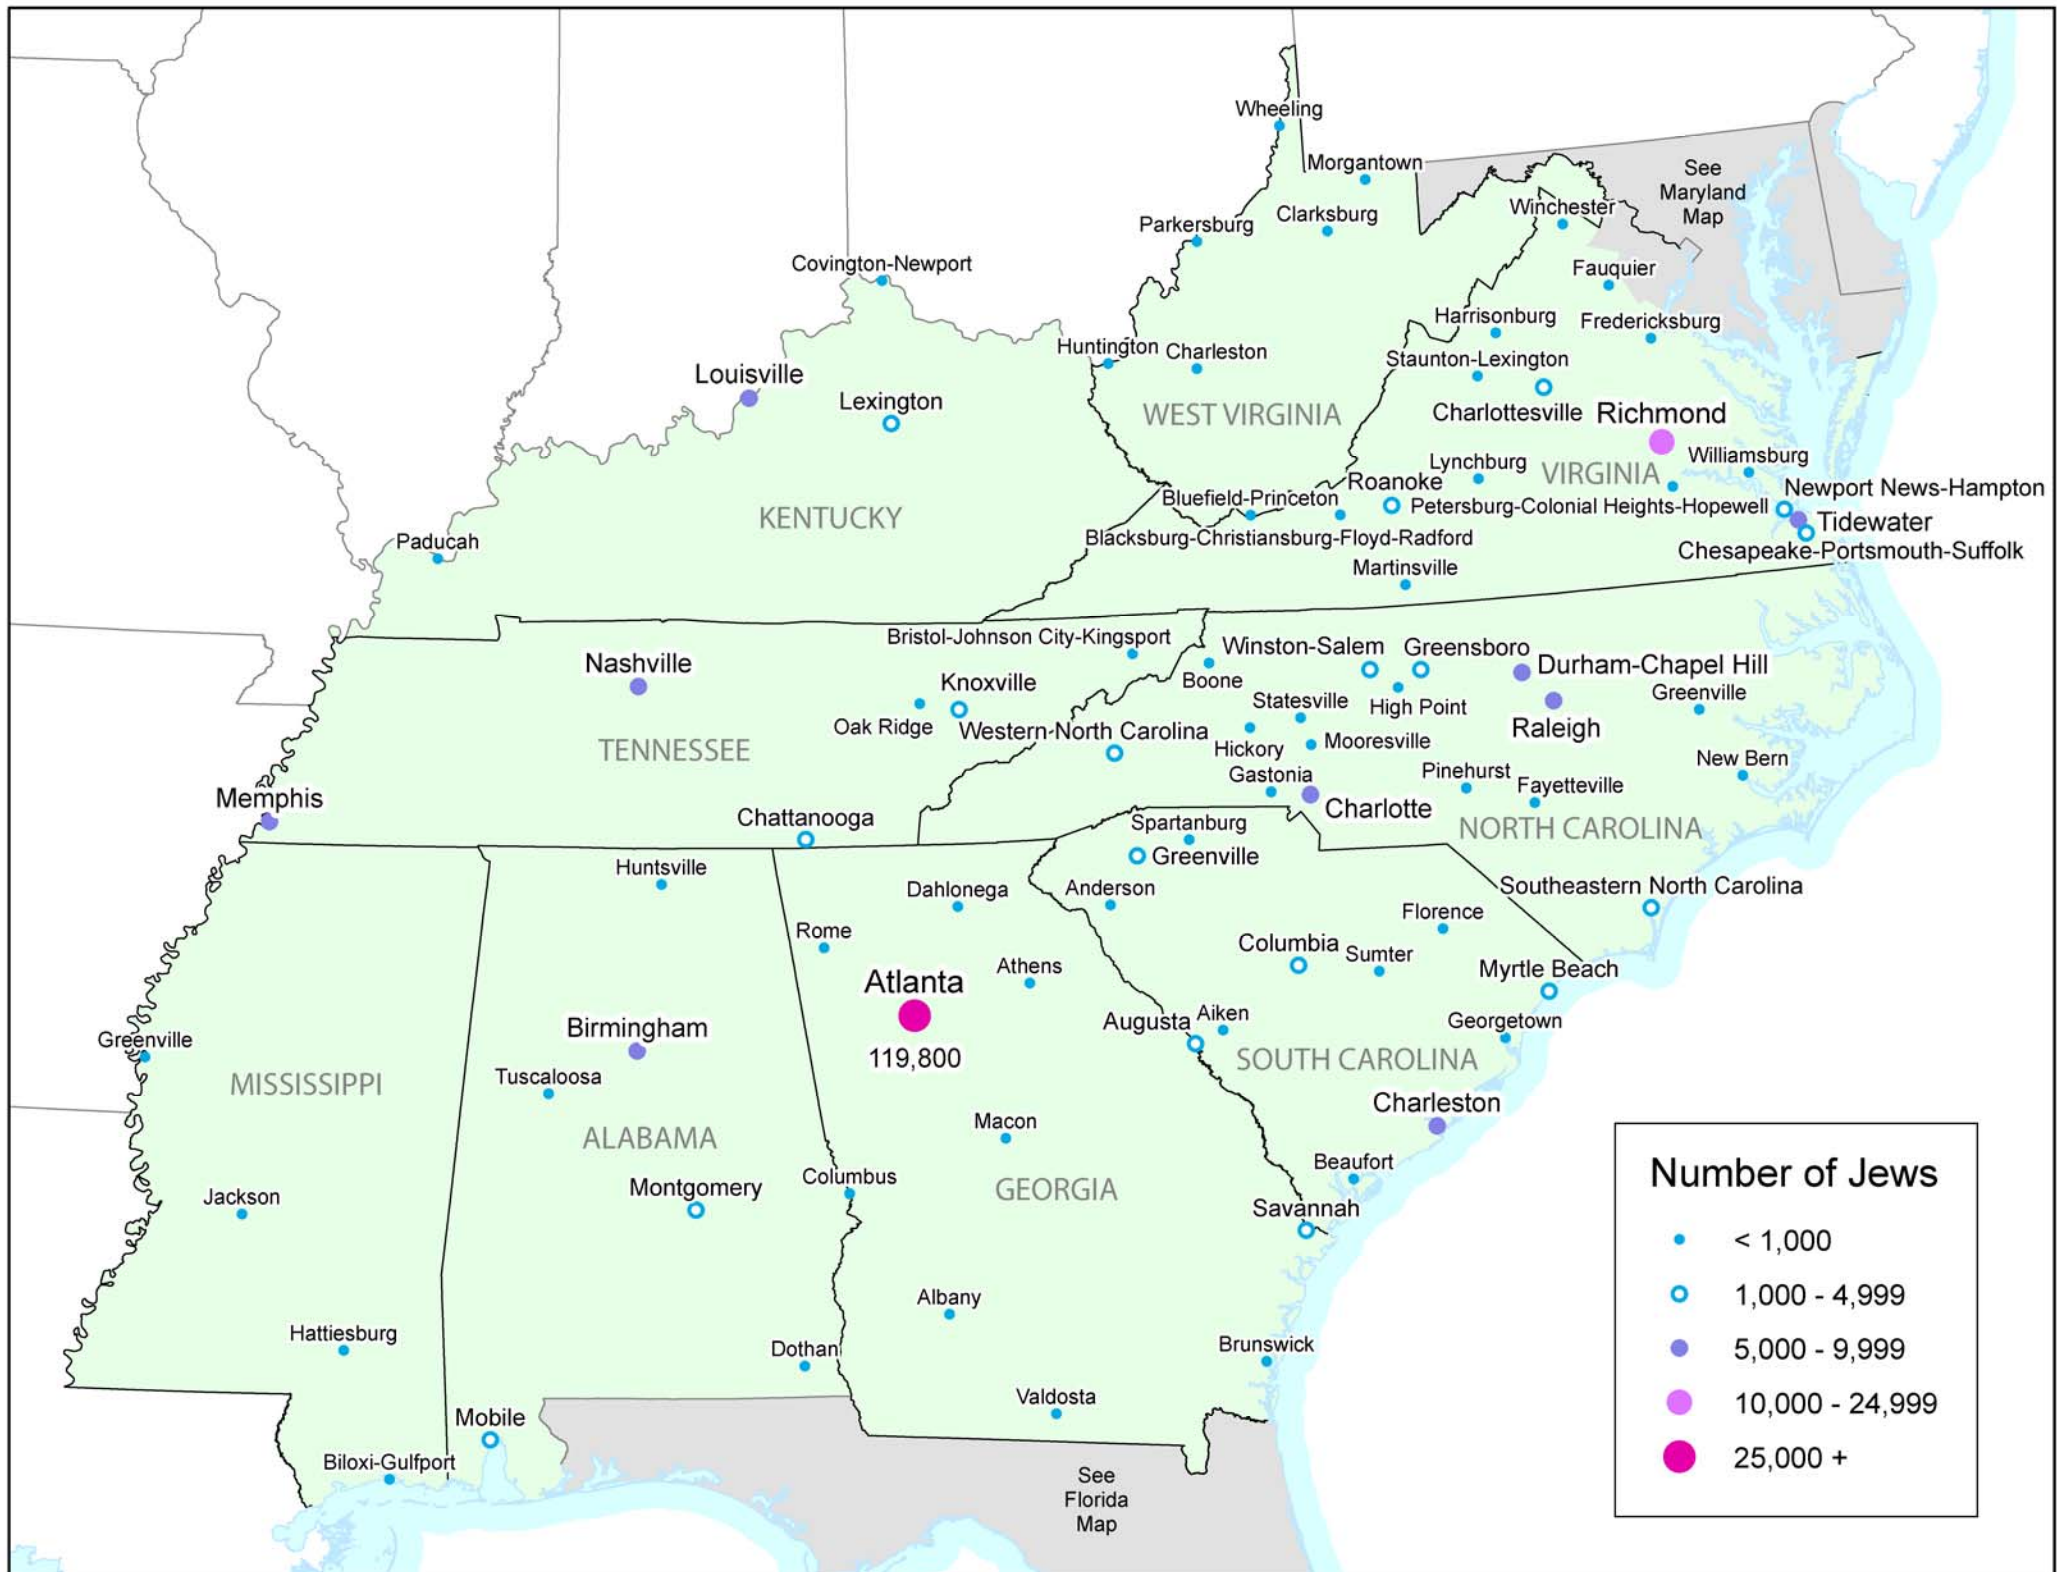 Wheeling
Morgantown
See
Maryland
Map
Winchester
Clarksburg
Parkersburg
Covington-Newport
Fauquier
Harrisonburg
Fredericksburg
Huntington
Charleston
Staunton-Lexington
Louisville
Lexington
WEST VIRGINIA
Charlottesville
Richmond
Lynchburg
VIRGINIA
Williamsburg
Roanoke
Newport News-Hampton
Bluefield-Princeton
Petersburg-Colonial Heights-Hopewell
KENTUCKY
Tidewater
Paducah
Blacksburg-Christiansburg-Floyd-Radford
Chesapeake-Portsmouth-Suffolk
Martinsville
Bristol-Johnson City-Kingsport
Winston-Salem
Greensboro
Nashville
Durham-Chapel Hill
Knoxville
Boone
Greenville
Statesville
High Point
Oak Ridge
Western North Carolina
Raleigh
TENNESSEE
Hickory
Mooresville
New Bern
Gastonia
Pinehurst
Fayetteville
Memphis
Charlotte
Chattanooga
Spartanburg
NORTH CAROLINA
Greenville
Huntsville
Dahlonega
Anderson
Southeastern North Carolina
Florence
Rome
Columbia
Sumter
Athens
Myrtle Beach
Atlanta
119,800
Augusta
Aiken
Georgetown
Birmingham
Greenville
SOUTH CAROLINA
Tuscaloosa
MISSISSIPPI
Charleston
Macon
ALABAMA
Beaufort
Columbus
Montgomery
GEORGIA
Jackson
Savannah
Albany
Hattiesburg
Dothan
Brunswick
Valdosta
Mobile
Biloxi-Gulfport
See
Florida
Map
Number of Jews
< 1,000
1,000 - 4,999
5,000 - 9,999
10,000 - 24,999
25,000 +